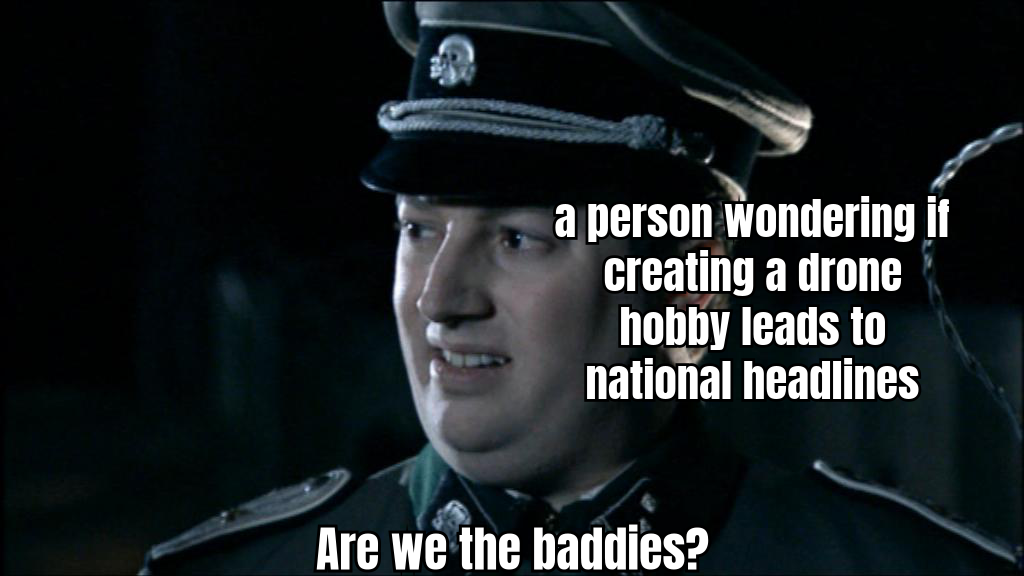 a person wondering if
creating a drone
hobby leads to
national headlines
Are we the baddies?